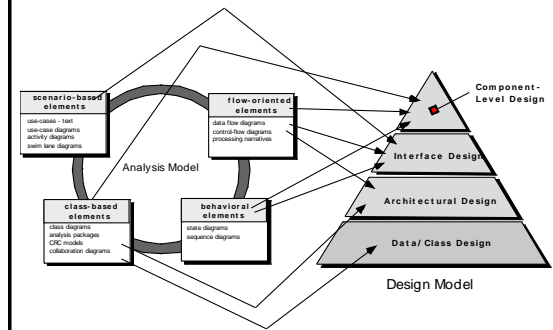 scenario-based
elements
use-cases - text
use-case diagrams
activity diagrams
swim lane diagrams
flow-oriented
elements
data flow diagrams
control-flow diagrams
processing narratives
Analysis Model
class-based
elements
class diagrams
analysis packages
CRC models
collaboration diagrams
behavioral
elements
state diagrams
sequence diagrams
Component-
Level Design
Interface Design
Architectural Design
Data/Class Design
Design Model